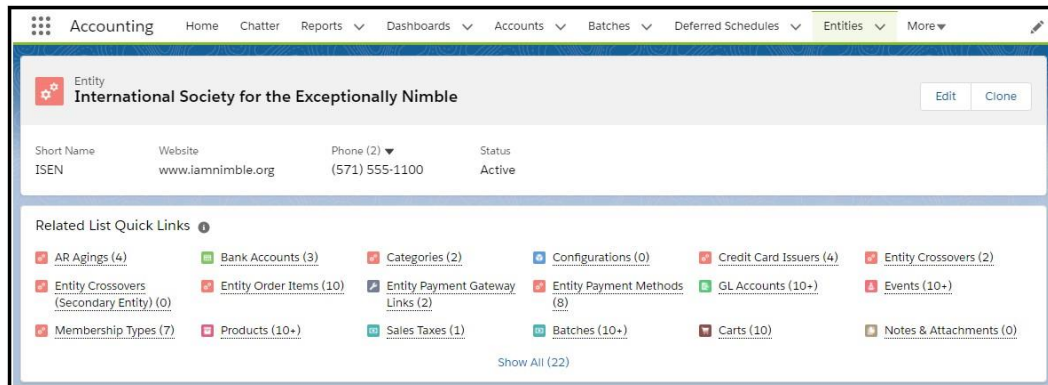 Accounting Home Chatter Reports Dashboards Accounts Batches Deferred Schedules Entities More
Entity
International Society for the Exceptionally Nimble
Edit Clone
Short Name Website Phone (2) Status
ISEN www.iamnimble.org (571) 555-1100 Active
Related List Quick Links
AR Agings (4) Bank Accounts (3) Categories (2) Configurations (0) Credit Card Issuers (4) Entity Crossovers (2)
Entity Crossovers (Secondary Entity) (0) Entity Order Items (10) Entity Payment Gateway Links (2) Entity Payment Methods (8) GL Accounts (10+) Events (10+)
Membership Types (7) Products (10+) Sales Taxes (1) Batches (10+) Carts (10) Notes & Attachments (0)
Show All (22)